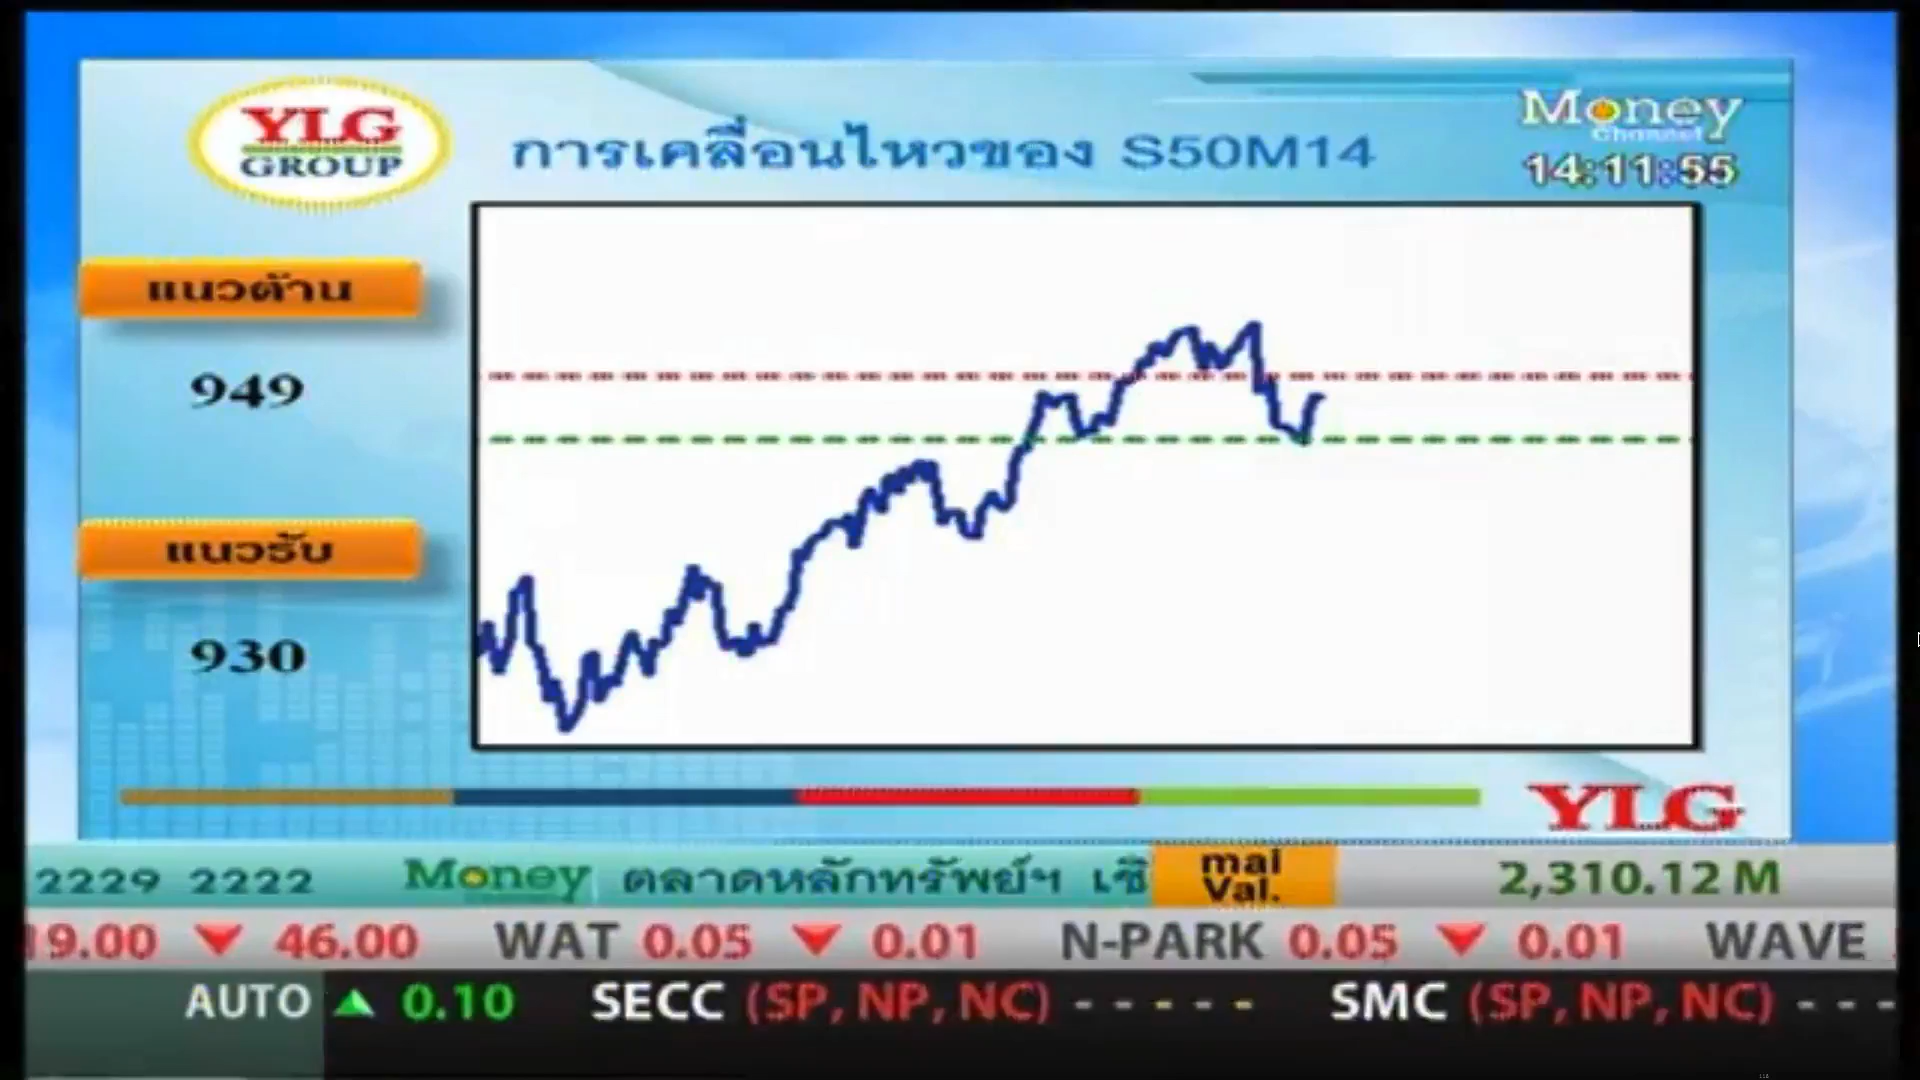 YLG
GROUP
การเคลื่อนไหวของ S50M14
Money
Channel
14:11:55
แนวต้าน
949
แนวรับ
930
YLG
2229 2222 Money ตลาดหลักทรัพย์ฯ
mai
Val.
2,310.12 M
19.00 46.00 WAT 0.05 0.01 N-PARK 0.05 0.01 WAVE
AUTO 0.10 SECC (SP, NP, NC) - - - - - SMC (SP, NP, NC) - - -